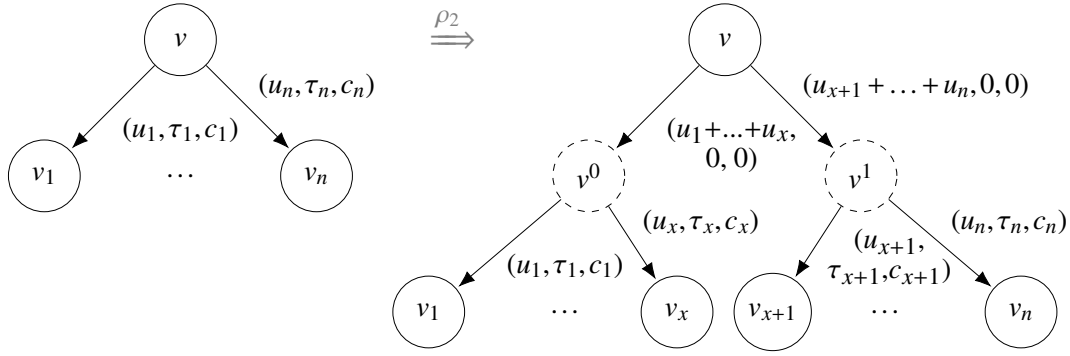 v
ρ₂
⟹
v
(uₙ, τₙ, cₙ)
(u₁, τ₁, c₁)
(uₓ₊₁ + … + uₙ, 0, 0)
(u₁+...+uₓ,
0, 0)
v₁
⋯
vₙ
v⁰
v¹
(uₓ, τₓ, cₓ)
(u₁, τ₁, c₁)
(uₓ₊₁,
τₓ₊₁,cₓ₊₁)
(uₙ, τₙ, cₙ)
v₁
⋯
vₓ
vₓ₊₁
⋯
vₙ